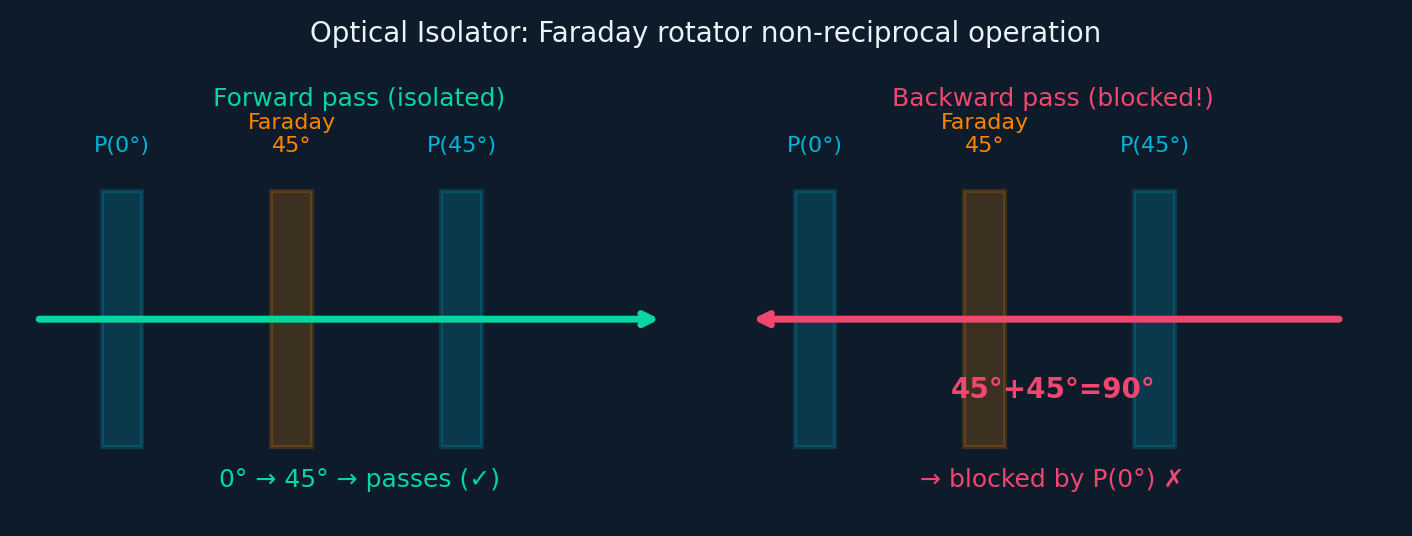 Optical Isolator: Faraday rotator non-reciprocal operation
Forward pass (isolated)
Faraday
P(0°) 45° P(45°)
0° → 45° → passes (✓)
Backward pass (blocked!)
Faraday
P(0°) 45° P(45°)
45°+45°=90°
→ blocked by P(0°) ✗